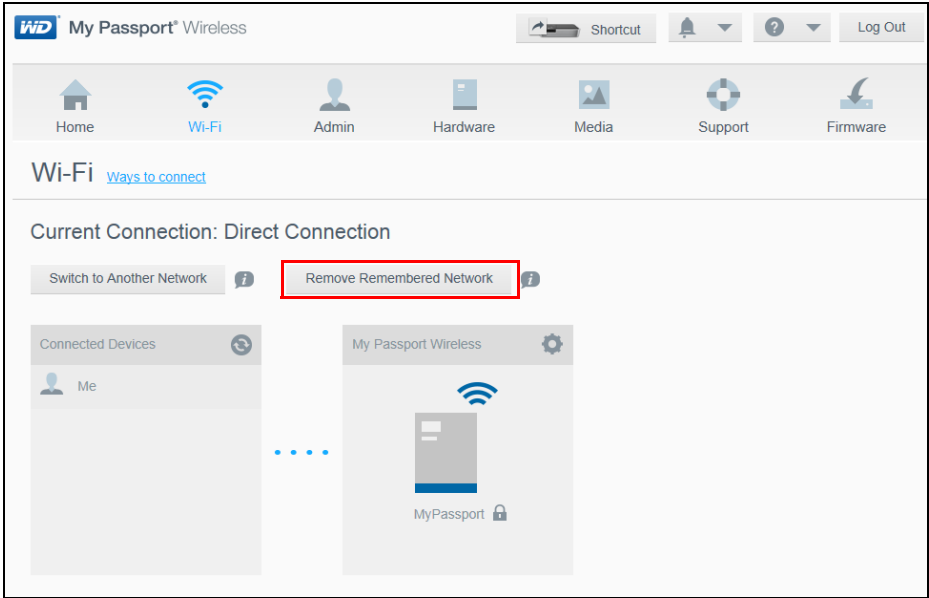 WD My Passport® Wireless
Shortcut
Log Out
Home
Wi-Fi
Admin
Hardware
Media
Support
Firmware
Wi-Fi Ways to connect
Current Connection: Direct Connection
Switch to Another Network
Remove Remembered Network
Connected Devices
Me
My Passport Wireless
MyPassport